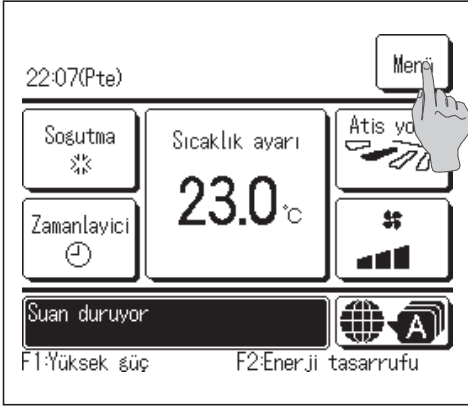 Menü
22:07(Pte)
Sogutma
Sıcaklık ayarı
Atis
23.0 °C
Zamanlayici
A
Suan duruyor
F1:Yüksek güç
F2:Enerji tasarrufu